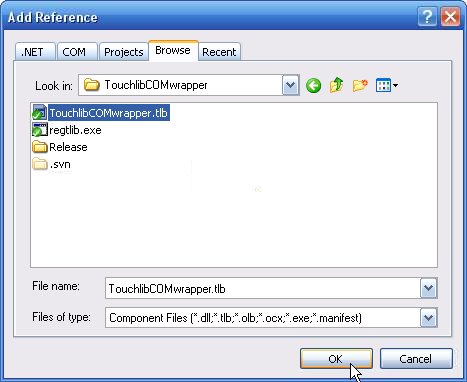 Add Reference
.NET COM Projects Browse Recent
Look in: TouchlibCOMwrapper
TouchlibCOMwrapper.tlb
regtlib.exe
Release
.svn
File name: TouchlibCOMwrapper.tlb
Files of type: Component Files (*.dll;*.tlb;*.olb;*.ocx;*.exe;*.manifest)
OK Cancel